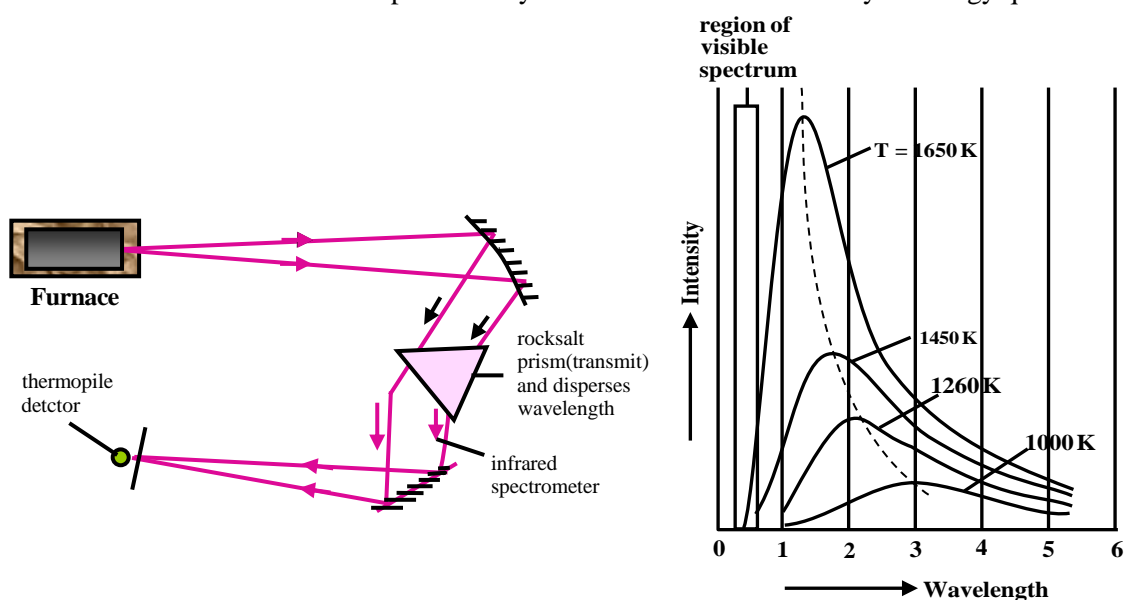 region of
visible
spectrum
T = 1650 K
Intensity
Furnace
rocksalt
prism(transmit)
and disperses
wavelength
1450 K
1260 K
thermopile
detctor
1000 K
infrared
spectrometer
0 1 2 3 4 5 6
Wavelength